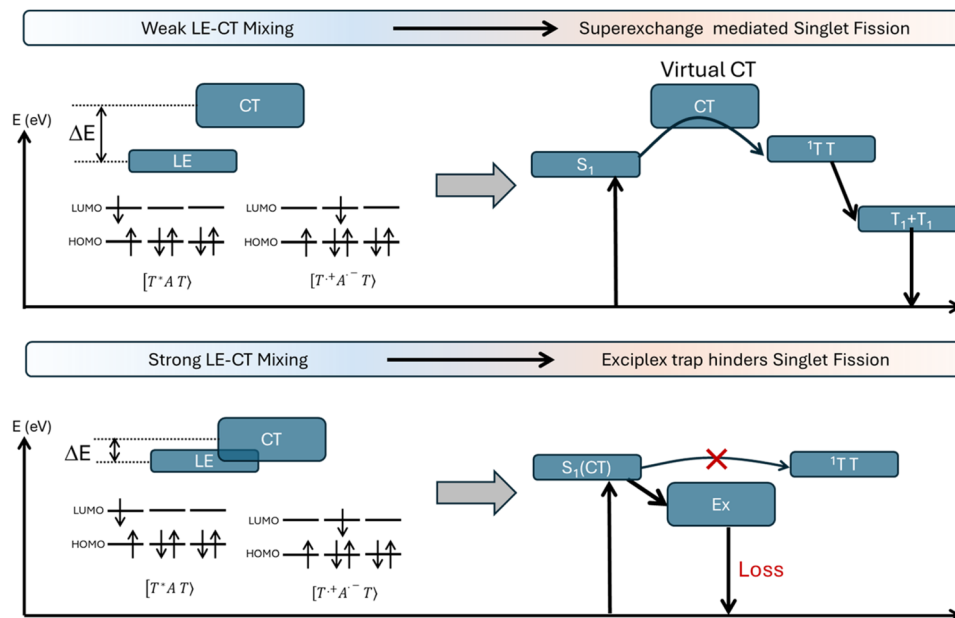 Weak LE-CT Mixing
Superexchange mediated Singlet Fission
Virtual CT
E (eV)
CT
CT
ΔE
LE
S₁
¹TT
LUMO
LUMO
HOMO
HOMO
T₁+T₁
[T*A T⟩
[T·⁺A·⁻ T⟩
Strong LE-CT Mixing
Exciplex trap hinders Singlet Fission
E (eV)
CT
ΔE
LE
S₁(CT)
¹TT
Ex
LUMO
LUMO
HOMO
HOMO
Loss
[T*A T⟩
[T·⁺A·⁻ T⟩